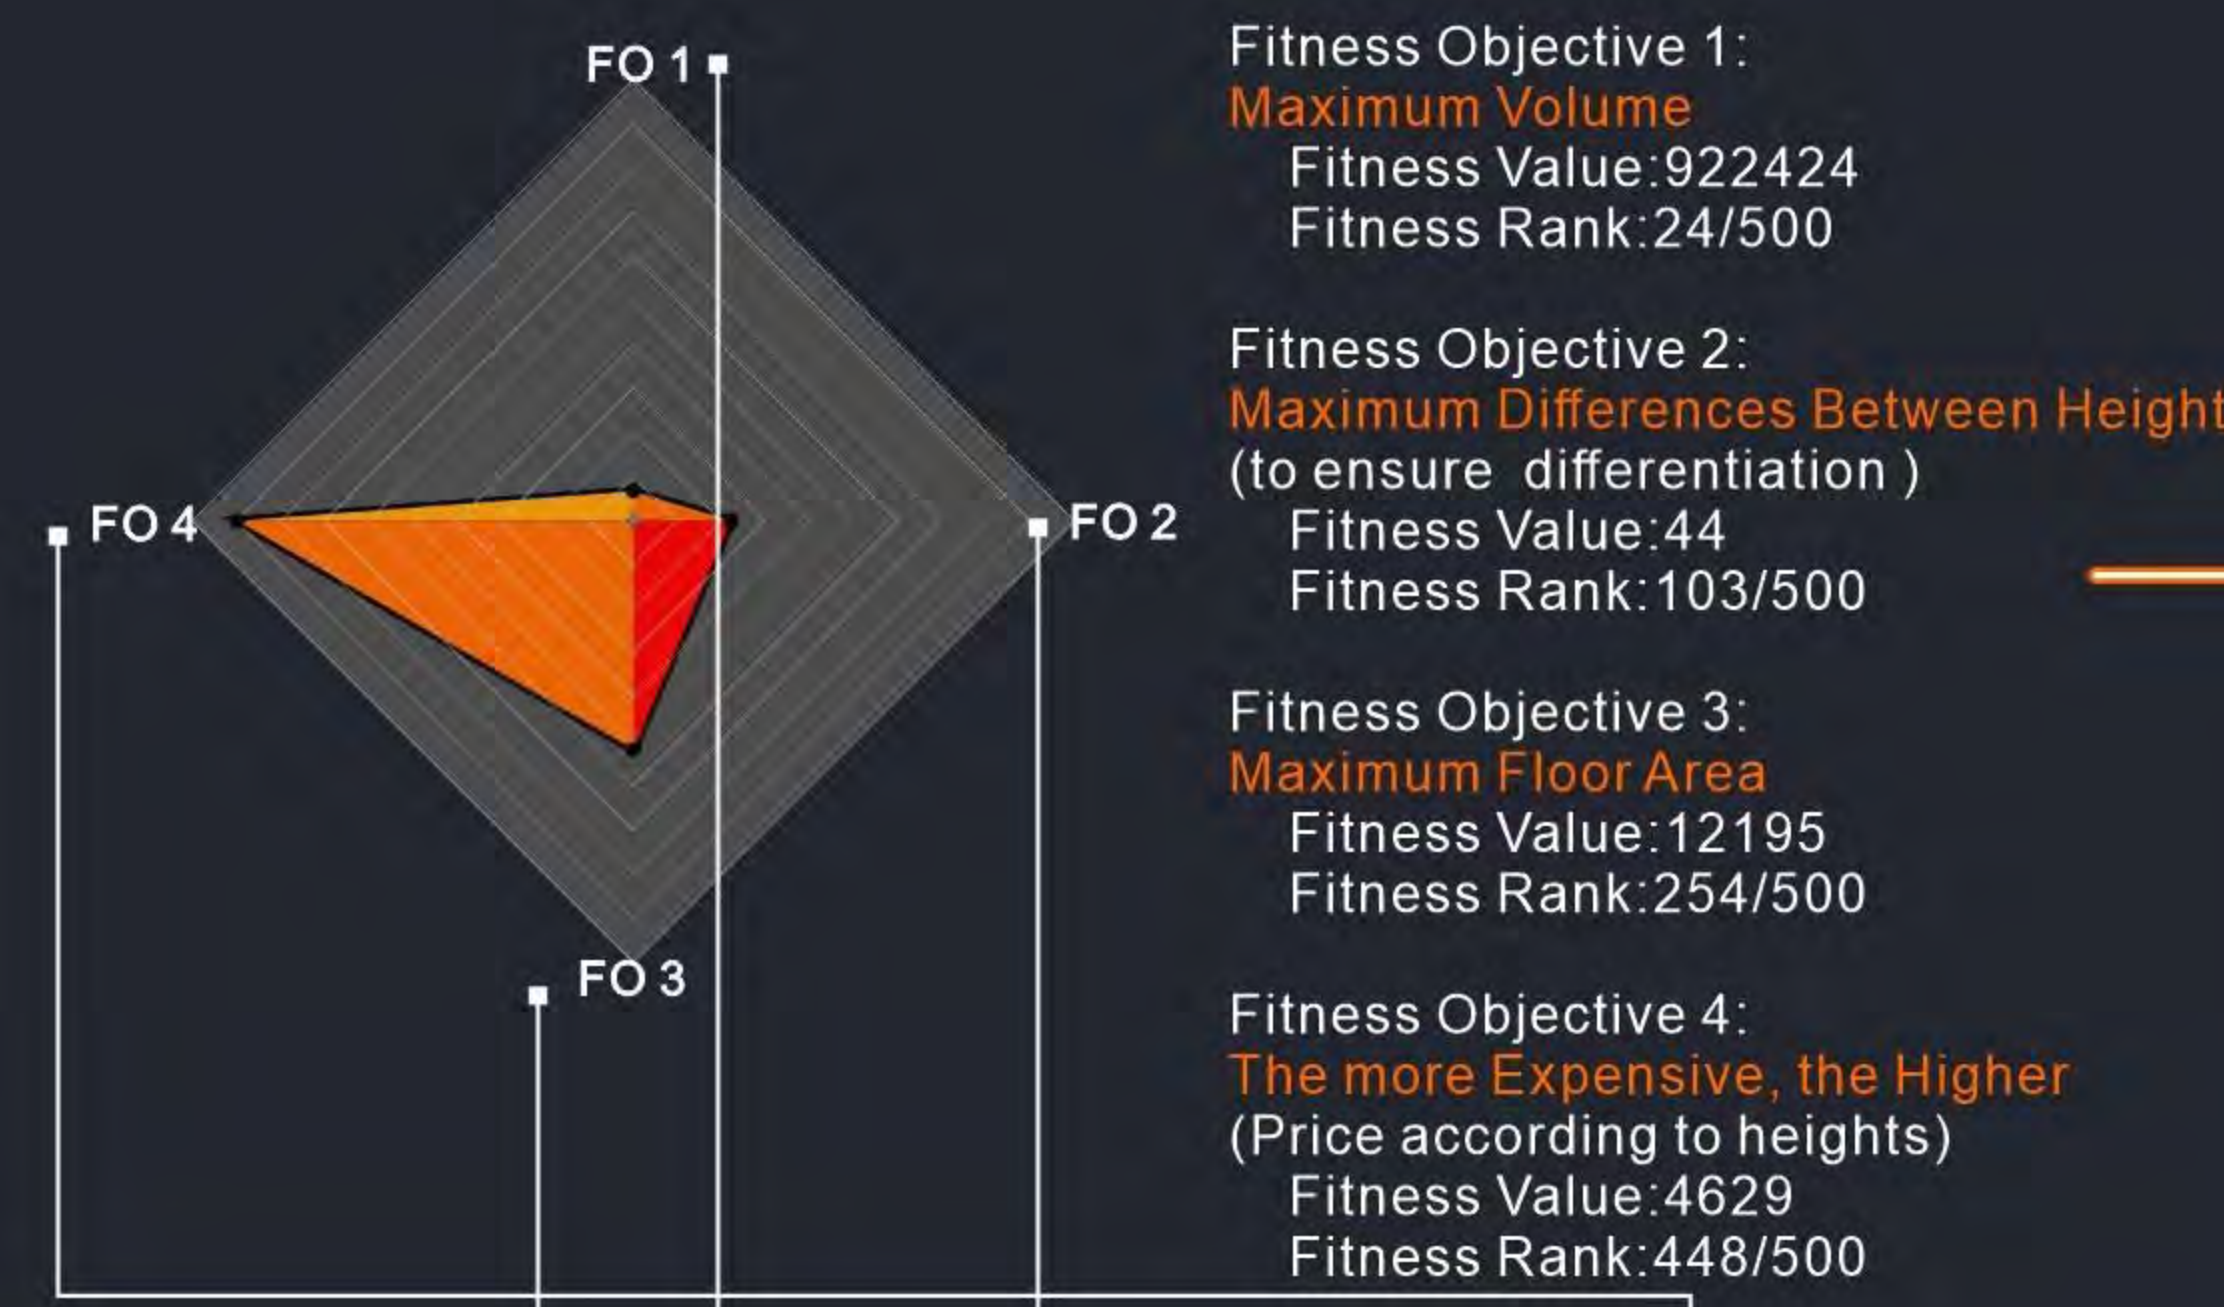 FO 1
FO 4
FO 2
FO 3
Fitness Objective 1:
Maximum Volume
Fitness Value:922424
Fitness Rank:24/500
Fitness Objective 2:
Maximum Differences Between Height
(to ensure differentiation )
Fitness Value:44
Fitness Rank:103/500
Fitness Objective 3:
Maximum Floor Area
Fitness Value:12195
Fitness Rank:254/500
Fitness Objective 4:
The more Expensive, the Higher
(Price according to heights)
Fitness Value:4629
Fitness Rank:448/500